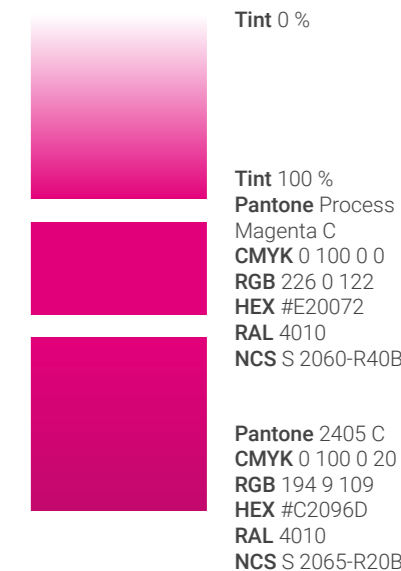 Tint 0 %
Tint 100 %
Pantone Process
Magenta C
CMYK 0 100 0 0
RGB 226 0 122
HEX #E20072
RAL 4010
NCS S 2060-R40B
Pantone 2405 C
CMYK 0 100 0 20
RGB 194 9 109
HEX #C2096D
RAL 4010
NCS S 2065-R20B